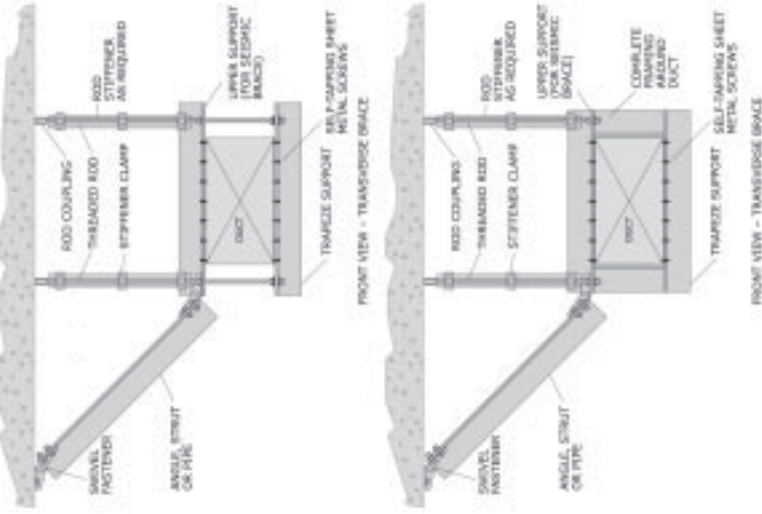 ROD COUPLING
THREADED ROD
STIFFENER CLAMP
ROD
STIFFENER
AS REQUIRED
UPPER SUPPORT
(FOR SEISMIC
BRACE)
SELF-TAPPING SHEET
METAL SCREWS
DUCT
TRAPEZE SUPPORT
SWIVEL
FASTENER
ANGLE, STRUT
OR PIPE
FRONT VIEW - TRANSVERSE BRACE
ROD COUPLING
THREADED ROD
STIFFENER CLAMP
ROD
STIFFENER
AS REQUIRED
UPPER SUPPORT
(FOR SEISMIC
BRACE)
COMPLETE
FRAMING
AROUND
DUCT
SELF-TAPPING SHEET
METAL SCREWS
DUCT
TRAPEZE SUPPORT
SWIVEL
FASTENER
ANGLE, STRUT
OR PIPE
FRONT VIEW - TRANSVERSE BRACE